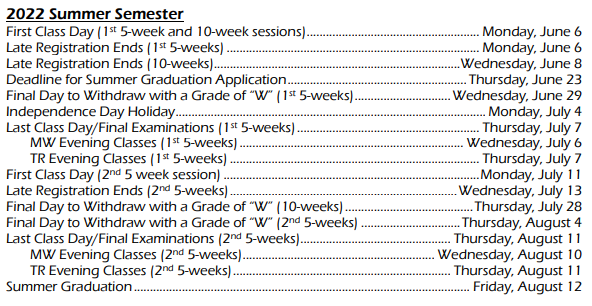 2022 Summer Semester
First Class Day (1st 5-week and 10-week sessions)........................................ Monday, June 6
Late Registration Ends (1st 5-weeks) ........................................ Monday, June 6
Late Registration Ends (10-weeks)........................................Wednesday, June 8
Deadline for Summer Graduation Application........................................Thursday, June 23
Final Day to Withdraw with a Grade of “W” (1st 5-weeks)........................................ Wednesday, June 29
Independence Day Holiday........................................ Monday, July 4
Last Class Day/Final Examinations (1st 5-weeks)........................................ Thursday, July 7
MW Evening Classes (1st 5-weeks) ........................................ Wednesday, July 6
TR Evening Classes (1st 5-weeks) ........................................ Thursday, July 7
First Class Day (2nd 5 week session) ........................................Monday, July 11
Late Registration Ends (2nd 5-weeks) ........................................Wednesday, July 13
Final Day to Withdraw with a Grade of “W” (10-weeks)........................................Thursday, July 28
Final Day to Withdraw with a Grade of “W” (2nd 5-weeks) ........................................Thursday, August 4
Last Class Day/Final Examinations (2nd 5-weeks)........................................ Thursday, August 11
MW Evening Classes (2nd 5-weeks)........................................ Wednesday, August 10
TR Evening Classes (2nd 5-weeks)........................................ Thursday, August 11
Summer Graduation........................................ Friday, August 12